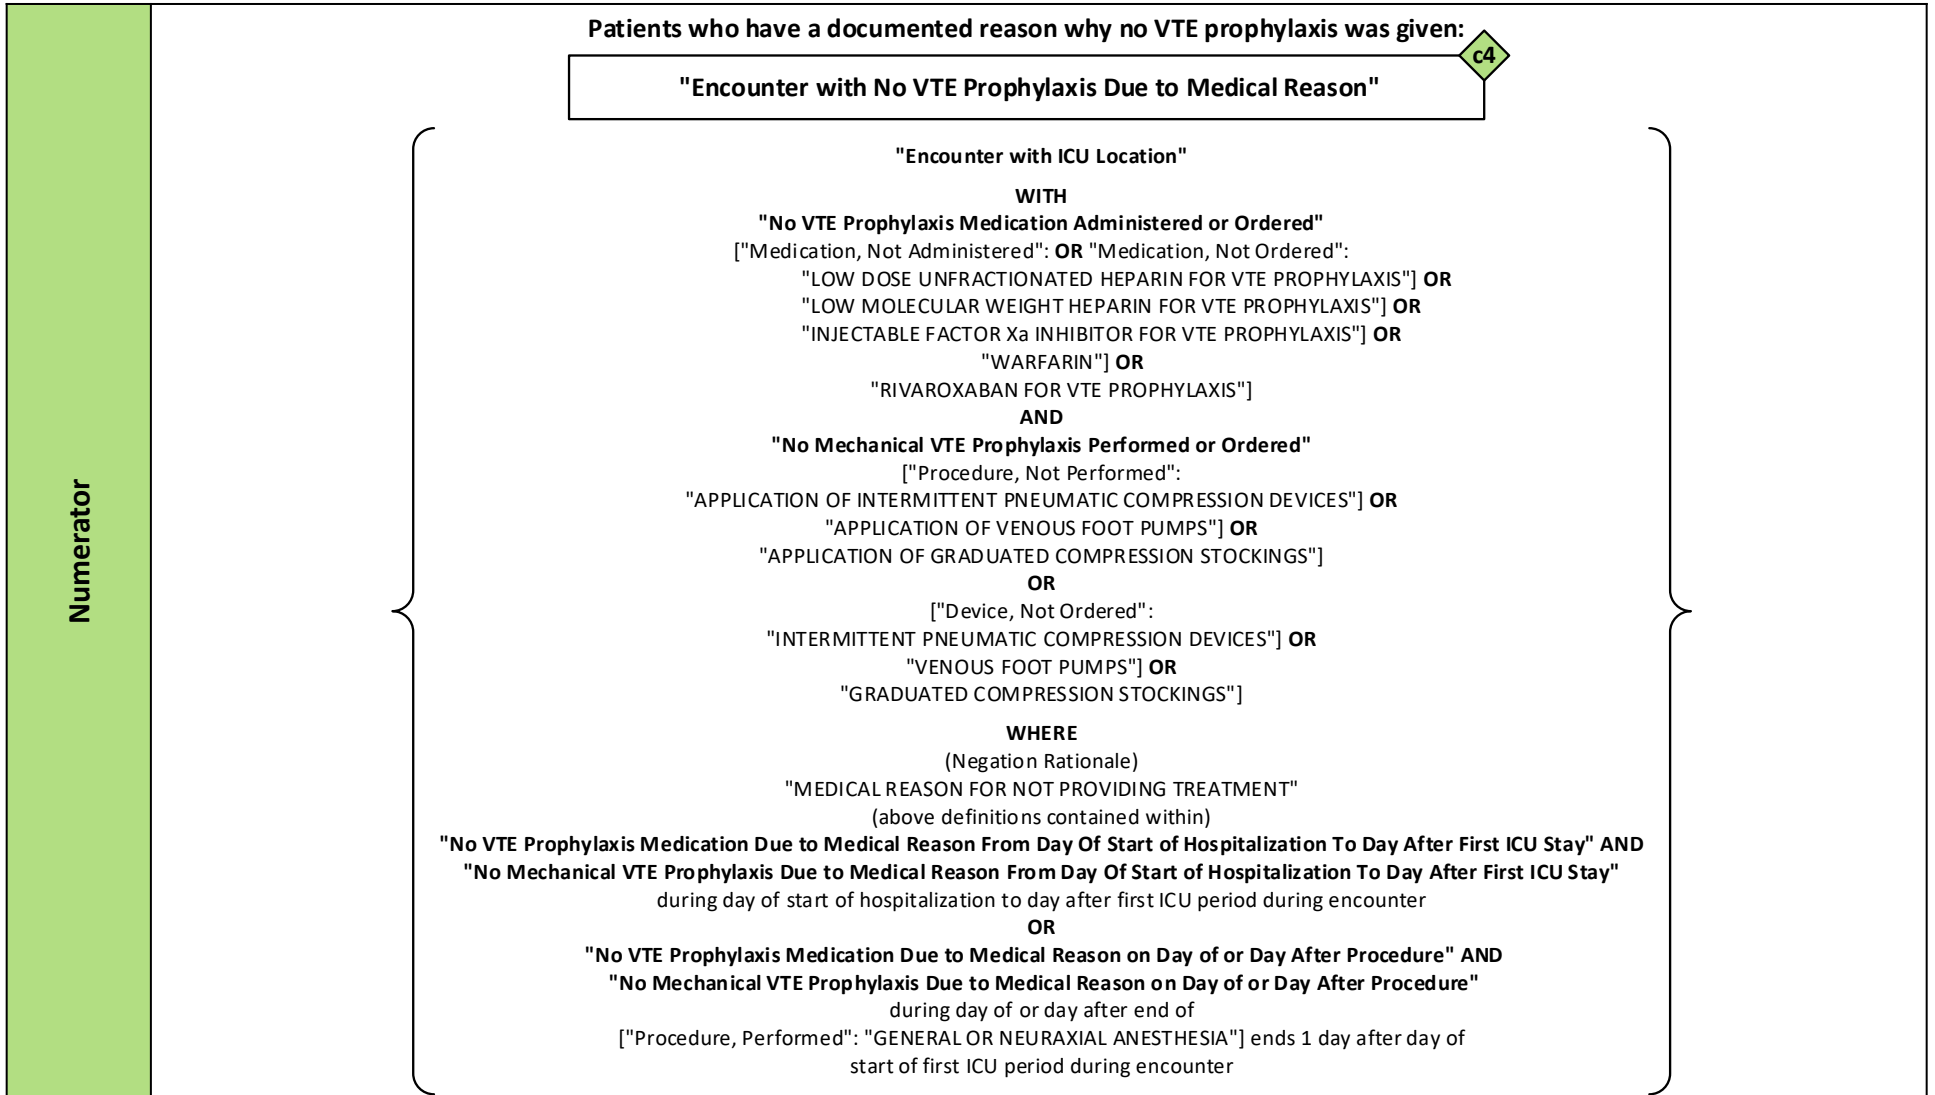 Numerator
Patients who have a documented reason why no VTE prophylaxis was given:
c4
"Encounter with No VTE Prophylaxis Due to Medical Reason"
"Encounter with ICU Location"
WITH
"No VTE Prophylaxis Medication Administered or Ordered"
["Medication, Not Administered": OR "Medication, Not Ordered":
"LOW DOSE UNFRACTIONATED HEPARIN FOR VTE PROPHYLAXIS"] OR
"LOW MOLECULAR WEIGHT HEPARIN FOR VTE PROPHYLAXIS"] OR
"INJECTABLE FACTOR Xa INHIBITOR FOR VTE PROPHYLAXIS"] OR
"WARFARIN"] OR
"RIVAROXABAN FOR VTE PROPHYLAXIS"]
AND
"No Mechanical VTE Prophylaxis Performed or Ordered"
["Procedure, Not Performed":
"APPLICATION OF INTERMITTENT PNEUMATIC COMPRESSION DEVICES"] OR
"APPLICATION OF VENOUS FOOT PUMPS"] OR
"APPLICATION OF GRADUATED COMPRESSION STOCKINGS"]
OR
["Device, Not Ordered":
"INTERMITTENT PNEUMATIC COMPRESSION DEVICES"] OR
"VENOUS FOOT PUMPS"] OR
"GRADUATED COMPRESSION STOCKINGS"]
WHERE
(Negation Rationale)
"MEDICAL REASON FOR NOT PROVIDING TREATMENT"
(above definitions contained within)
"No VTE Prophylaxis Medication Due to Medical Reason From Day Of Start of Hospitalization To Day After First ICU Stay" AND
"No Mechanical VTE Prophylaxis Due to Medical Reason From Day Of Start of Hospitalization To Day After First ICU Stay"
during day of start of hospitalization to day after first ICU period during encounter
OR
"No VTE Prophylaxis Medication Due to Medical Reason on Day of or Day After Procedure" AND
"No Mechanical VTE Prophylaxis Due to Medical Reason on Day of or Day After Procedure"
during day of or day after end of
["Procedure, Performed": "GENERAL OR NEURAXIAL ANESTHESIA"] ends 1 day after day of
start of first ICU period during encounter